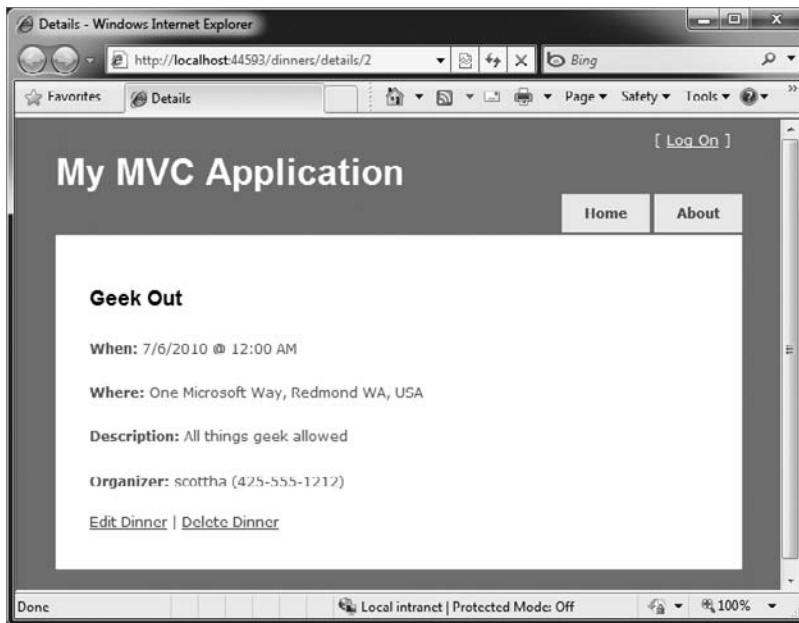 Details - Windows Internet Explorer
http://localhost:44593/dinners/details/2
Bing
Favorites
Details
Page
Safety
Tools
[ Log On ]
My MVC Application
Home
About
Geek Out
When: 7/6/2010 @ 12:00 AM
Where: One Microsoft Way, Redmond WA, USA
Description: All things geek allowed
Organizer: scottha (425-555-1212)
Edit Dinner | Delete Dinner
Done
Local intranet | Protected Mode: Off
100%